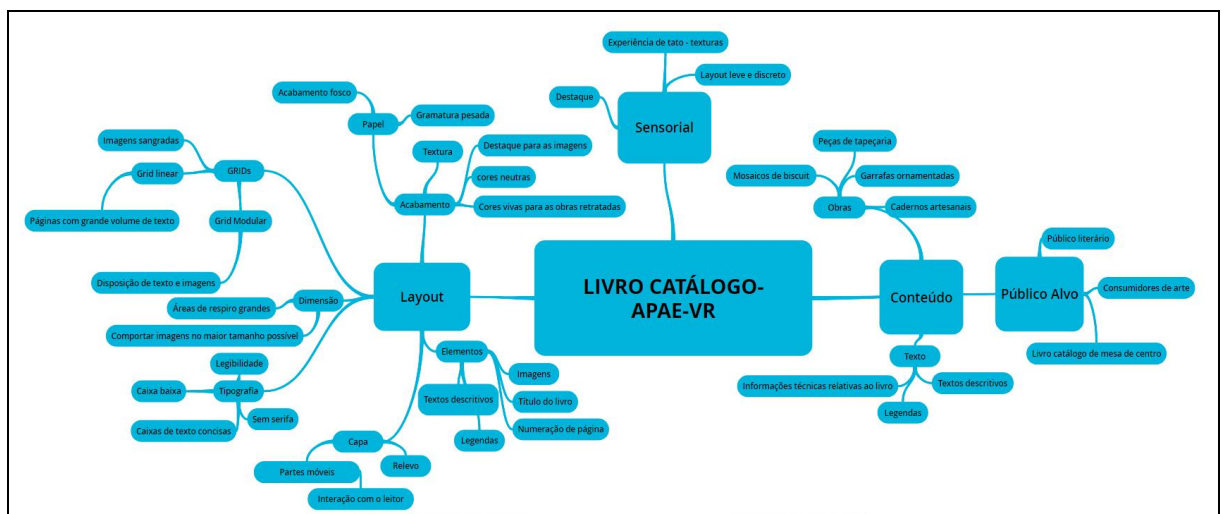 LIVRO CATÁLOGO-
APAE-VR
Sensorial
Experiência de tato - texturas
Layout leve e discreto
Destaque
Layout
Acabamento
Papel
Acabamento fosco
Gramatura pesada
Textura
Destaque para as imagens
cores neutras
Cores vivas para as obras retratadas
GRIDs
Imagens sangradas
Grid linear
Páginas com grande volume de texto
Grid Modular
Disposição de texto e imagens
Dimensão
Áreas de respiro grandes
Comportar imagens no maior tamanho possível
Tipografia
Legibilidade
Caixa baixa
Caixas de texto concisas
Sem serifa
Elementos
Imagens
Título do livro
Numeração de página
Textos descritivos
Legendas
Capa
Partes móveis
Interação com o leitor
Relevo
Conteúdo
Obras
Peças de tapeçaria
Mosaicos de biscuit
Garrafas ornamentadas
Cadernos artesanais
Texto
Informações técnicas relativas ao livro
Textos descritivos
Legendas
Público Alvo
Público literário
Consumidores de arte
Livro catálogo de mesa de centro